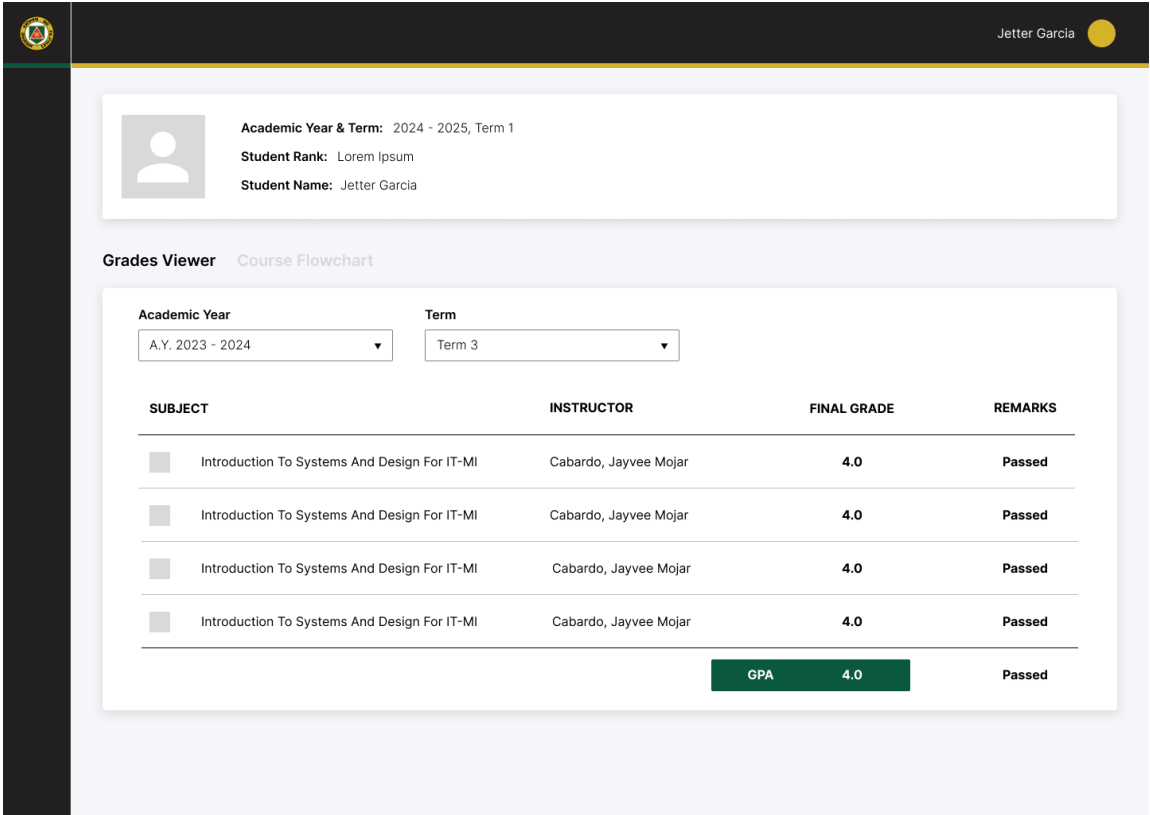 Jetter Garcia
Academic Year & Term: 2024 - 2025, Term 1
Student Rank: Lorem Ipsum
Student Name: Jetter Garcia
Grades Viewer Course Flowchart
Academic Year Term
A.Y. 2023 - 2024 Term 3
SUBJECT INSTRUCTOR FINAL GRADE REMARKS
Introduction To Systems And Design For IT-MI Cabardo, Jayvee Mojar 4.0 Passed
Introduction To Systems And Design For IT-MI Cabardo, Jayvee Mojar 4.0 Passed
Introduction To Systems And Design For IT-MI Cabardo, Jayvee Mojar 4.0 Passed
Introduction To Systems And Design For IT-MI Cabardo, Jayvee Mojar 4.0 Passed
GPA 4.0 Passed